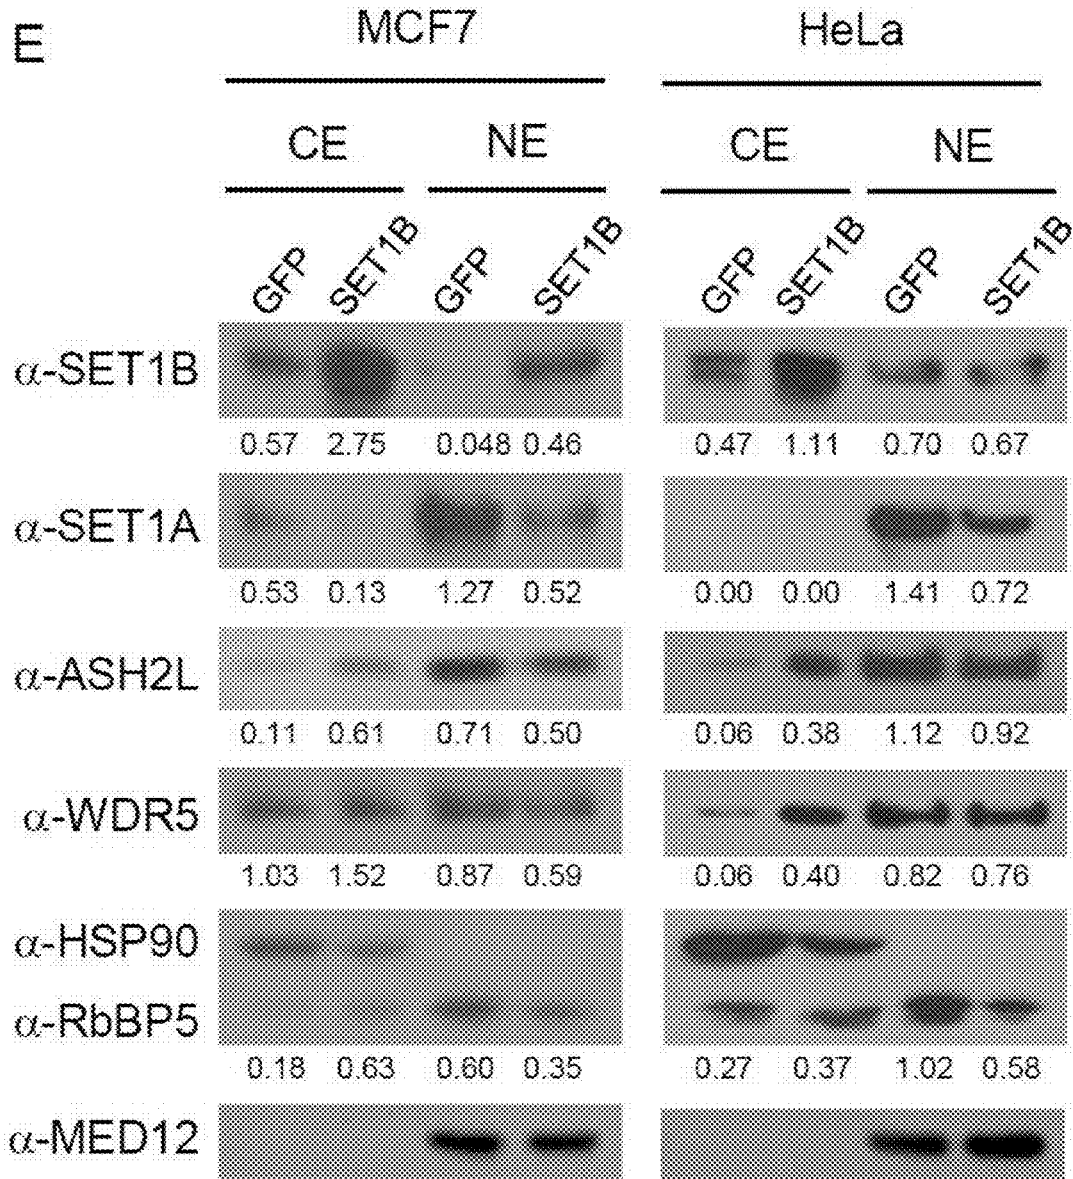 E
MCF7 HeLa
CE NE CE NE
GFP SET1B GFP SET1B GFP SET1B GFP SET1B
α-SET1B
0.57 2.75 0.048 0.46 0.47 1.11 0.70 0.67
α-SET1A
0.53 0.13 1.27 0.52 0.00 0.00 1.41 0.72
α-ASH2L
0.11 0.61 0.71 0.50 0.06 0.38 1.12 0.92
α-WDR5
1.03 1.52 0.87 0.59 0.06 0.40 0.82 0.76
α-HSP90
α-RbBP5
0.18 0.63 0.60 0.35 0.27 0.37 1.02 0.58
α-MED12